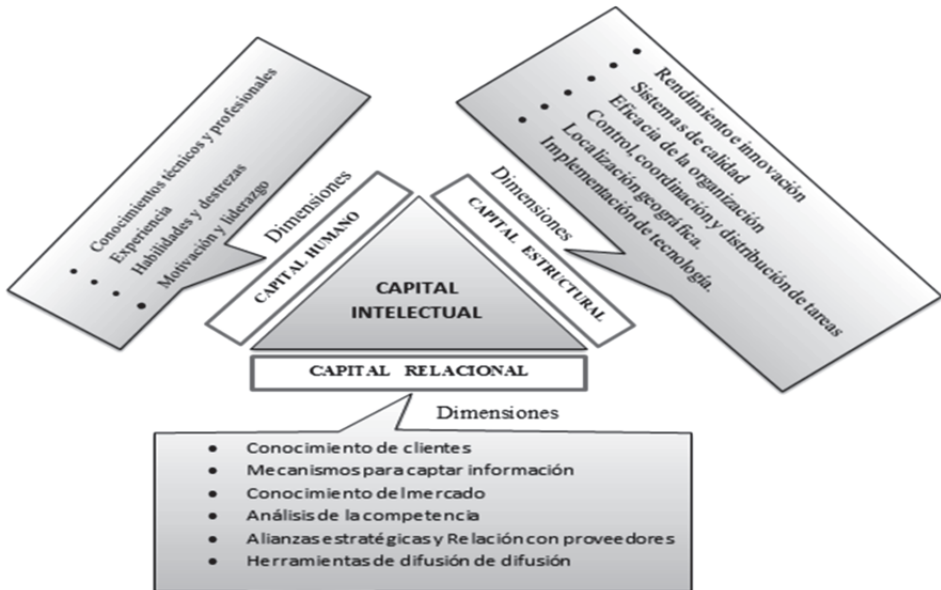 Conocimientos técnicos y profesionales
Experiencia
Habilidades y destrezas
Motivación y liderazgo
Dimensiones
CAPITAL HUMANO
Rendimiento e innovación
Sistemas de calidad
Eficacia de la organización
Control, coordinación y distribución de tareas
Localización geográfica.
Implementación de tecnología.
Dimensiones
CAPITAL ESTRUCTURAL
CAPITAL
INTELECTUAL
CAPITAL RELACIONAL
Dimensiones
Conocimiento de clientes
Mecanismos para captar información
Conocimiento del mercado
Análisis de la competencia
Alianzas estratégicas y Relación con proveedores
Herramientas de difusión de difusión